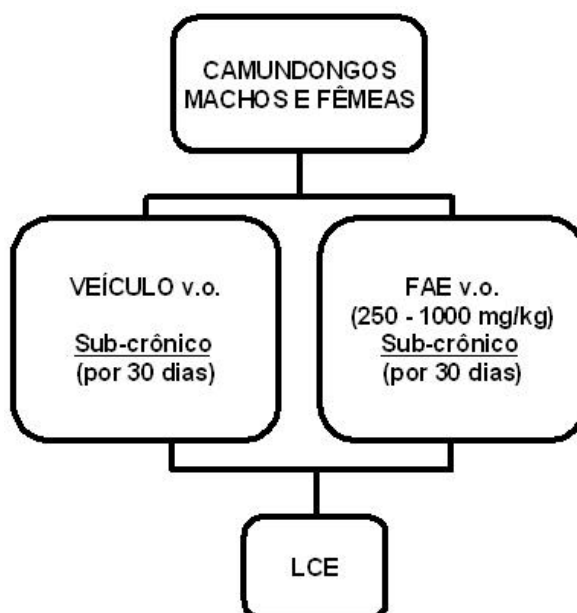 CAMUNDONGOS
MACHOS E FÊMEAS
VEÍCULO v.o.
Sub-crônico
(por 30 dias)
FAE v.o.
(250 - 1000 mg/kg)
Sub-crônico
(por 30 dias)
LCE